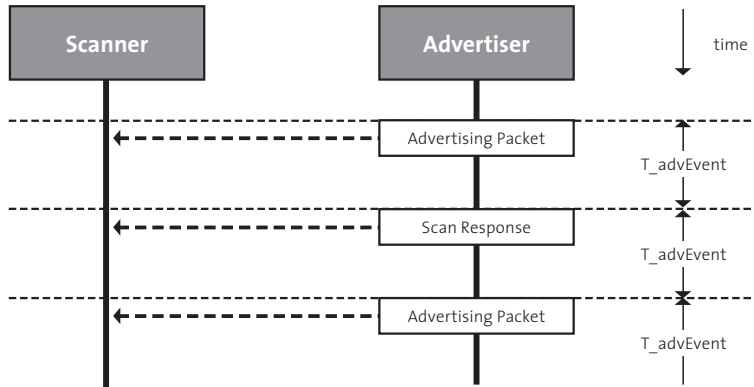 Scanner
Advertiser
time
Advertising Packet
T_advEvent
Scan Response
T_advEvent
Advertising Packet
T_advEvent